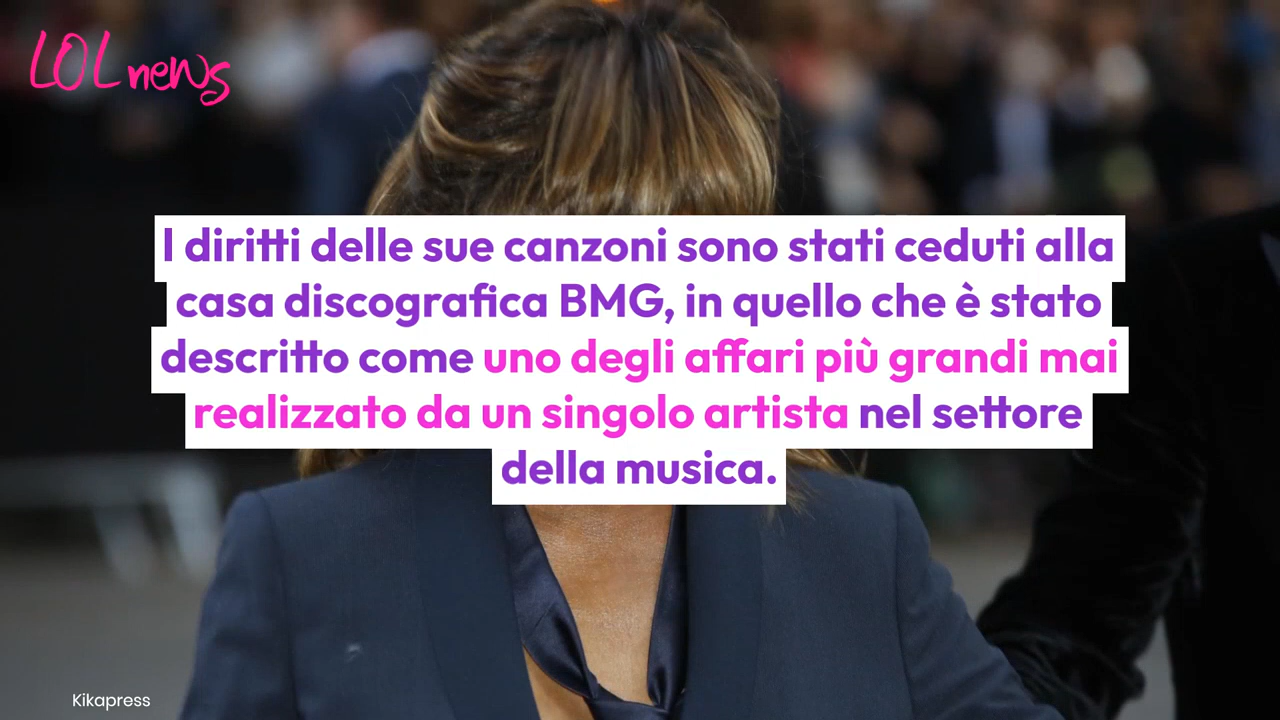 LOL news
I diritti delle sue canzoni sono stati ceduti alla
casa discografica BMG, in quello che è stato
descritto come uno degli affari più grandi mai
realizzato da un singolo artista nel settore
della musica.
Kikapress